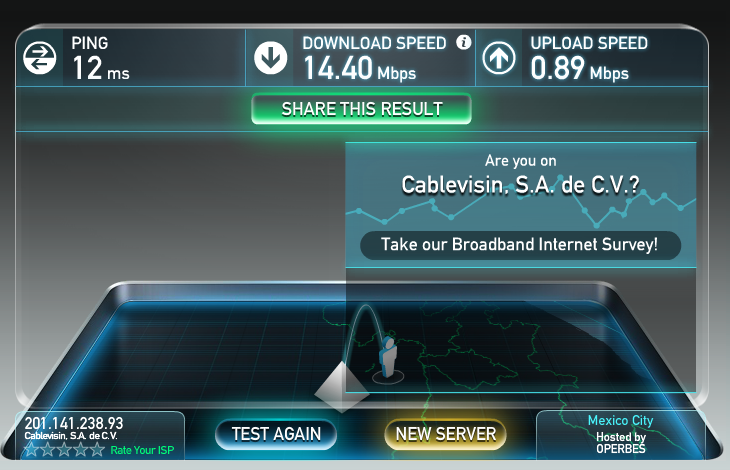 PING
12 ms
DOWNLOAD SPEED i
14.40 Mbps
UPLOAD SPEED
0.89 Mbps
SHARE THIS RESULT
Are you on
Cablevisin, S.A. de C.V.?
Take our Broadband Internet Survey!
201.141.238.93
Cablevisin, S.A. de C.V.
Rate Your ISP
TEST AGAIN
NEW SERVER
Mexico City
Hosted by
OPERBES